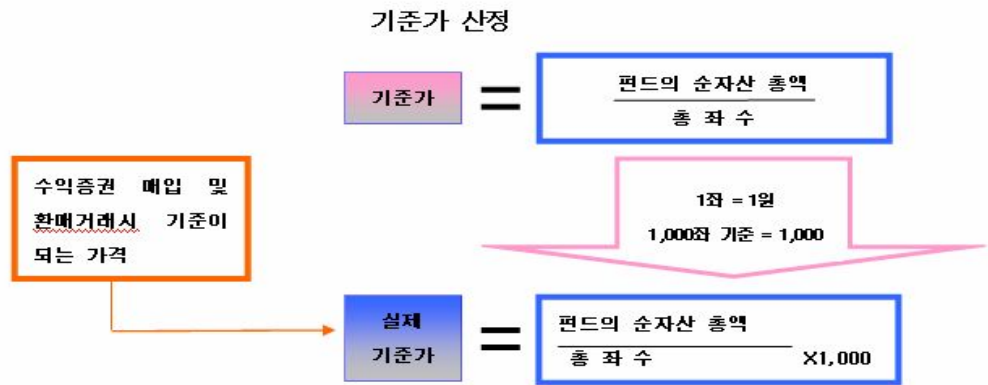 기준가 산정
기준가
=
펀드의 순자산 총액
총 좌 수
수익증권 매입 및
환매거래시 기준이
되는 가격
1좌 = 1원
1,000좌 기준 = 1,000
실제
기준가
=
펀드의 순자산 총액
총 좌 수 X1,000